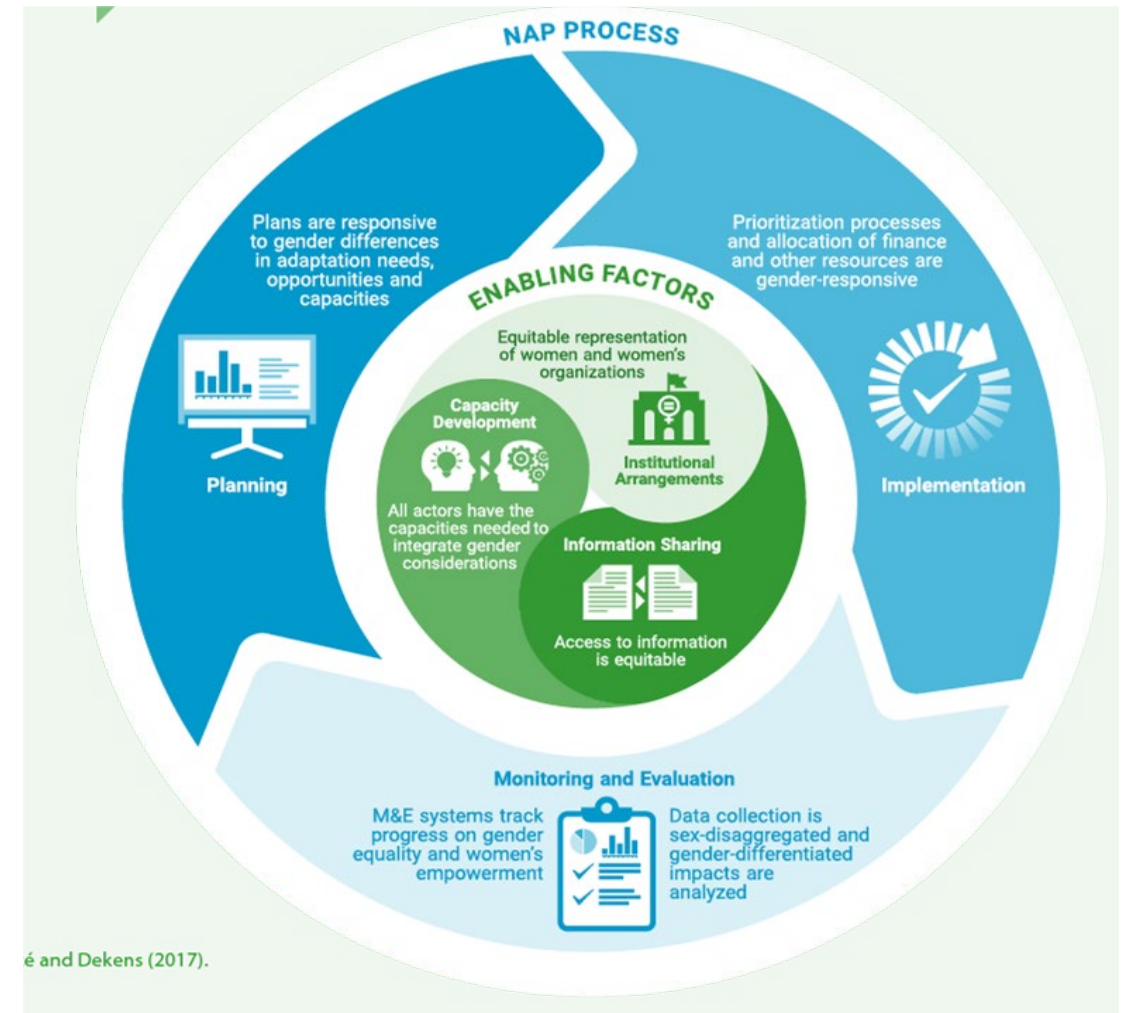 NAP PROCESS
Plans are responsive
to gender differences
in adaptation needs,
opportunities and
capacities
Planning
Prioritization processes
and allocation of finance
and other resources are
gender-responsive
Implementation
ENABLING FACTORS
Equitable representation
of women and women's
organizations
Institutional
Arrangements
Capacity
Development
All actors have the
capacities needed to
integrate gender
considerations
Information Sharing
Access to information
is equitable
Monitoring and Evaluation
M&E systems track
progress on gender
equality and women's
empowerment
Data collection is
sex-disaggregated and
gender-differentiated
impacts are
analyzed
é and Dekens (2017).